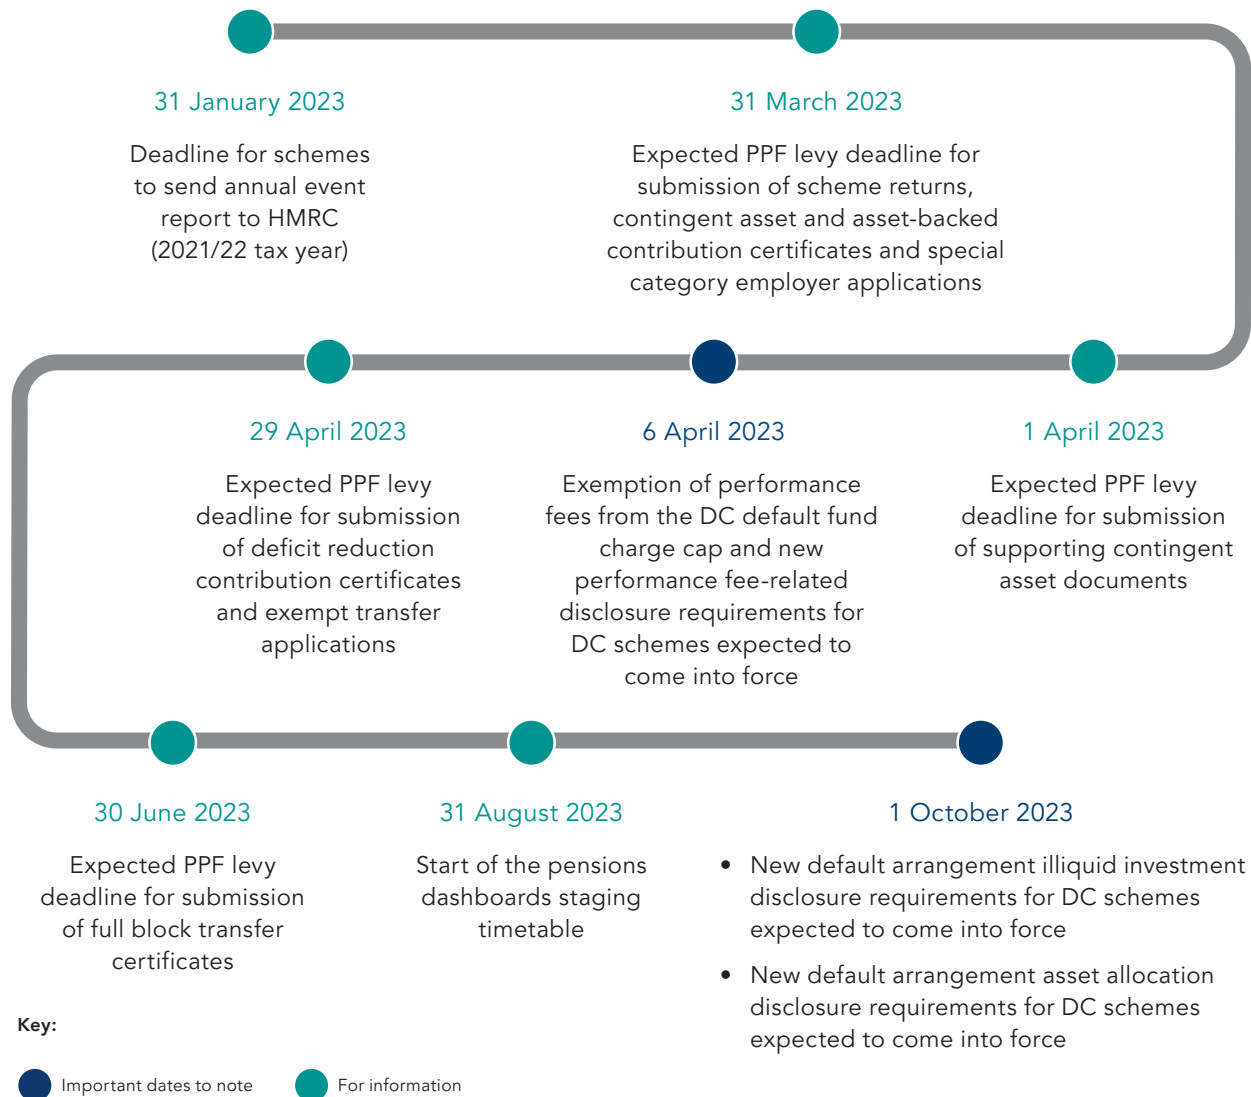 31 January 2023
Deadline for schemes
to send annual event
report to HMRC
(2021/22 tax year)
31 March 2023
Expected PPF levy deadline for
submission of scheme returns,
contingent asset and asset-backed
contribution certificates and special
category employer applications
29 April 2023
Expected PPF levy
deadline for submission
of deficit reduction
contribution certificates
and exempt transfer
applications
6 April 2023
Exemption of performance
fees from the DC default fund
charge cap and new
performance fee-related
disclosure requirements for
DC schemes expected to
come into force
1 April 2023
Expected PPF levy
deadline for submission
of supporting contingent
asset documents
30 June 2023
Expected PPF levy
deadline for submission
of full block transfer
certificates
31 August 2023
Start of the pensions
dashboards staging
timetable
1 October 2023
• New default arrangement illiquid investment
disclosure requirements for DC schemes
expected to come into force
• New default arrangement asset allocation
disclosure requirements for DC schemes
expected to come into force
Key:
Important dates to note
For information